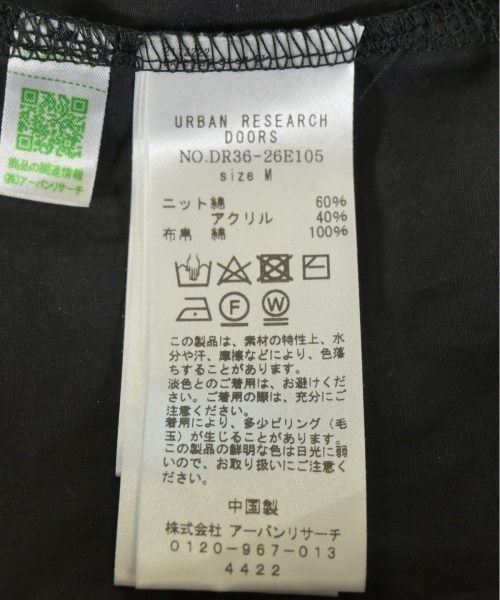 商品の関連情報
(株)アーバンリサーチ
URBAN RESEARCH
DOORS
NO.DR36-26E105
size M
ニット 綿 60%
アクリル 40%
布帛 綿 100%
F W
この製品は、素材の特性上、水
分や汗、摩擦などにより、色落
ちすることがあります。
淡色とのご着用は、お避けくだ
さい。ご着用の際は、充分にご
注意ください。
着用により、多少ピリング(毛
玉)が生じることがあります。
この製品の鮮明な色は日光に弱
いので、お取り扱いにご注意く
ださい。
中国製
株式会社 アーバンリサーチ
0120-967-013
4422